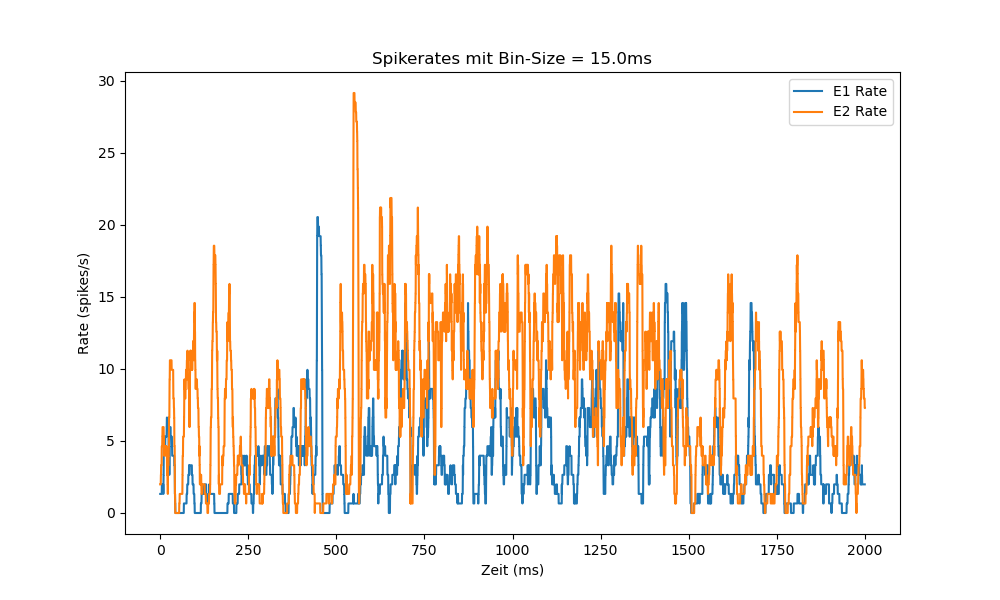 Spikerates mit Bin-Size = 15.0ms
E1 Rate
E2 Rate
30
25
20
15
10
5
0
Rate (spikes/s)
0 250 500 750 1000 1250 1500 1750 2000
Zeit (ms)